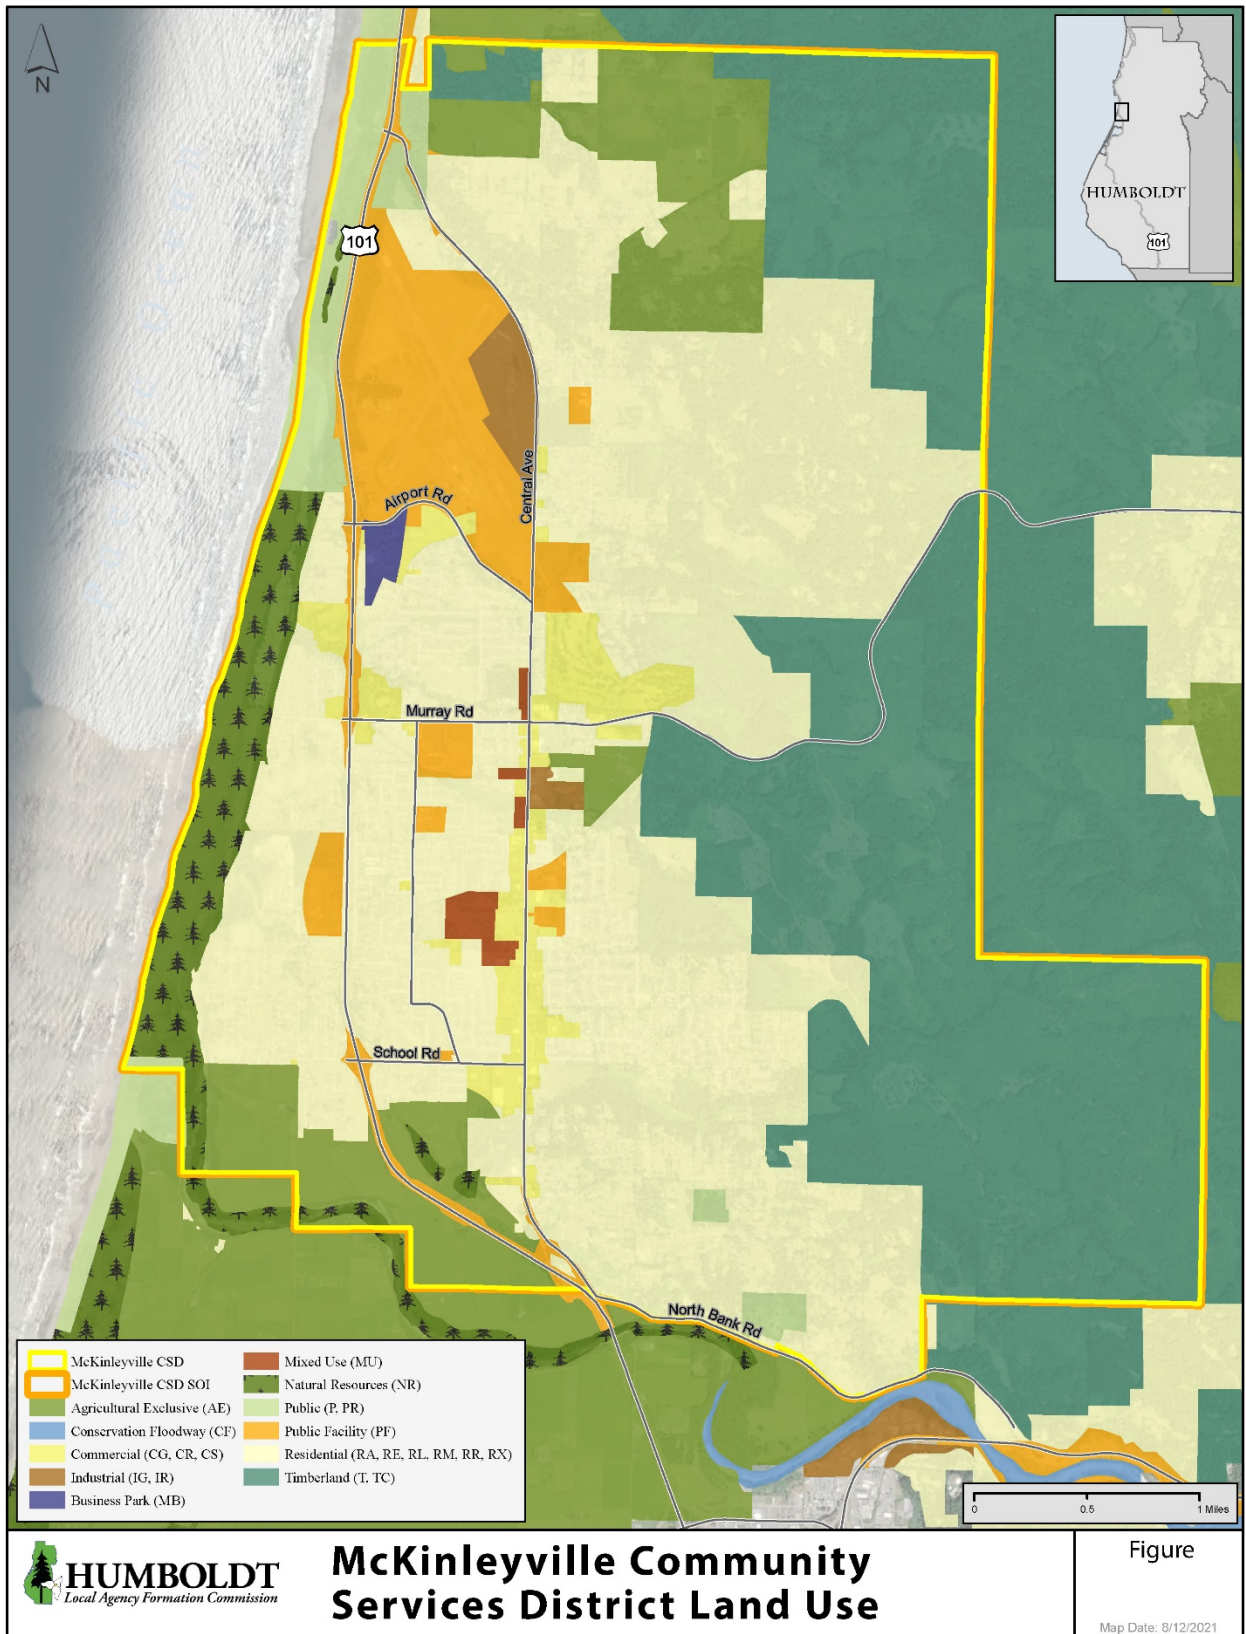 N
HUMBOLDT
101
101
Pacific Ocean
Airport Rd
Central Ave
Murray Rd
School Rd
North Bank Rd
McKinleyville CSD
McKinleyville CSD SOI
Agricultural Exclusive (AE)
Conservation Floodway (CF)
Commercial (CG, CR, CS)
Industrial (IG, IR)
Business Park (MB)
Mixed Use (MU)
Natural Resources (NR)
Public (P, PR)
Public Facility (PF)
Residential (RA, RE, RL, RM, RR, RX)
Timberland (T, TC)
0 0.5 1 Miles
HUMBOLDT
Local Agency Formation Commission
McKinleyville Community
Services District Land Use
Figure
Map Date: 8/12/2021